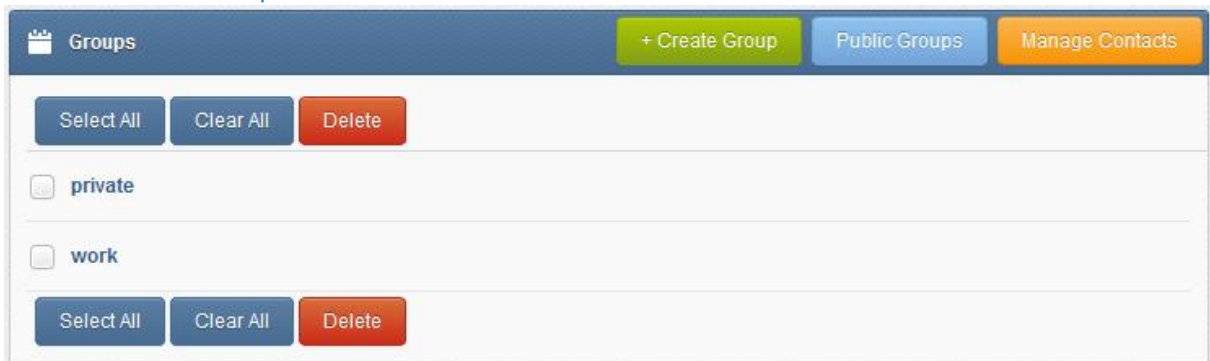 Groups + Create Group Public Groups Manage Contacts
Select All Clear All Delete
private
work
Select All Clear All Delete